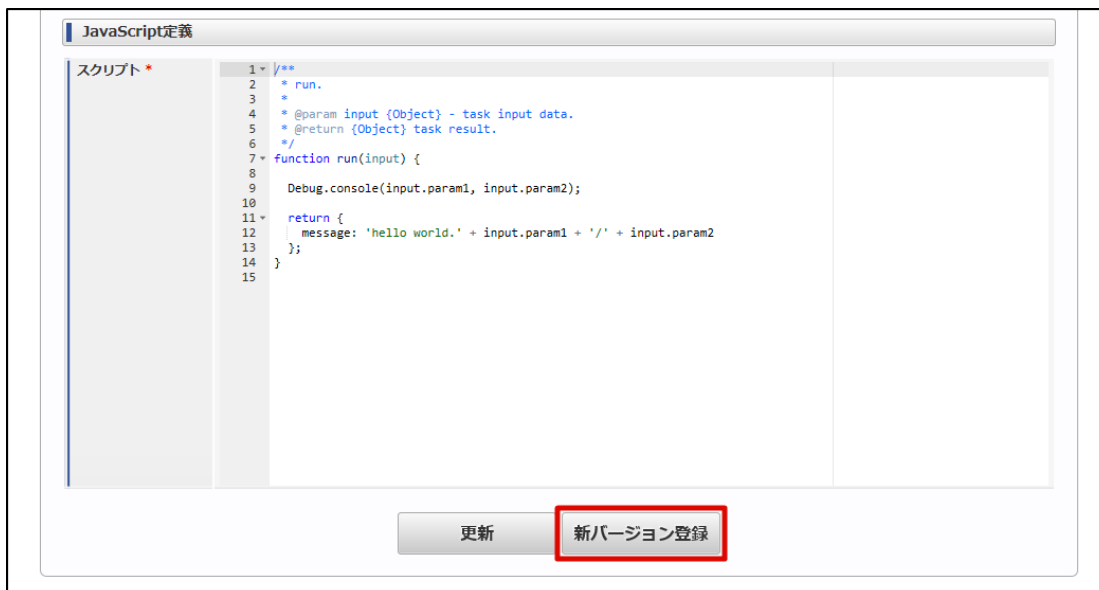 JavaScript定義
スクリプト *
1 /**
2  * run.
3  *
4  * @param input {Object} - task input data.
5  * @return {Object} task result.
6  */
7 function run(input) {
8
9   Debug.console(input.param1, input.param2);
10
11   return {
12     message: 'hello world.' + input.param1 + '/' + input.param2
13   };
14 }
15
更新
新バージョン登録